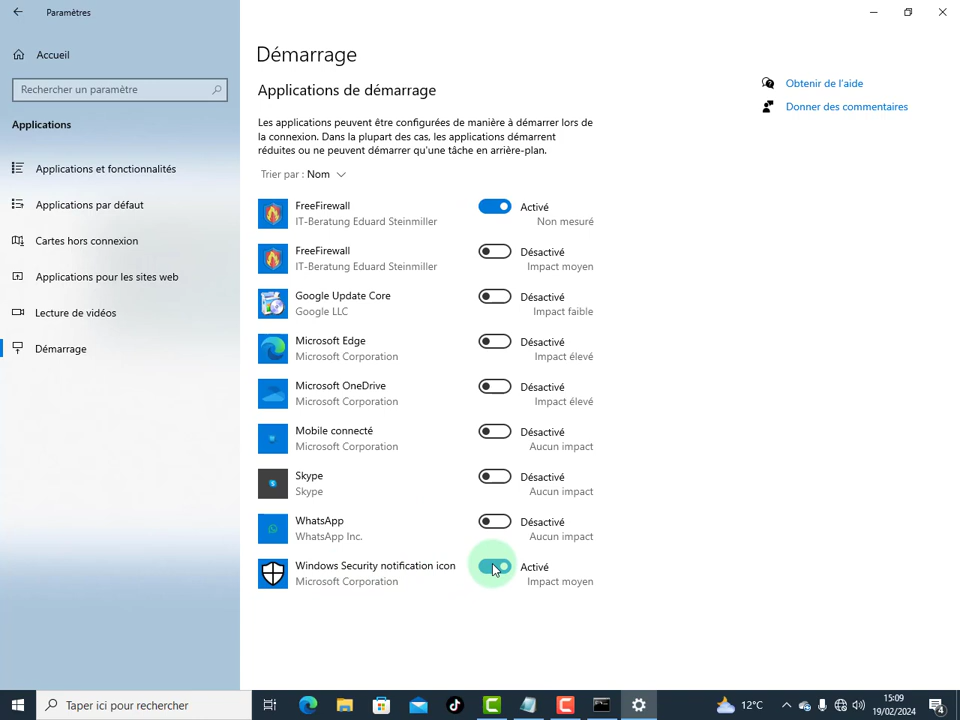 Paramètres
Accueil
Rechercher un paramètre
Applications
Applications et fonctionnalités
Applications par défaut
Cartes hors connexion
Applications pour les sites web
Lecture de vidéos
Démarrage
Démarrage
Applications de démarrage
Les applications peuvent être configurées de manière à démarrer lors de
la connexion. Dans la plupart des cas, les applications démarrent
réduites ou ne peuvent démarrer qu'une tâche en arrière-plan.
Trier par : Nom
FreeFirewall
IT-Beratung Eduard Steinmiller
Activé
Non mesuré
FreeFirewall
IT-Beratung Eduard Steinmiller
Désactivé
Impact moyen
Google Update Core
Google LLC
Désactivé
Impact faible
Microsoft Edge
Microsoft Corporation
Désactivé
Impact élevé
Microsoft OneDrive
Microsoft Corporation
Désactivé
Impact élevé
Mobile connecté
Microsoft Corporation
Désactivé
Aucun impact
Skype
Skype
Désactivé
Aucun impact
WhatsApp
WhatsApp Inc.
Désactivé
Aucun impact
Windows Security notification icon
Microsoft Corporation
Activé
Impact moyen
Obtenir de l'aide
Donner des commentaires
Taper ici pour rechercher
12°C
15:09
19/02/2024
4